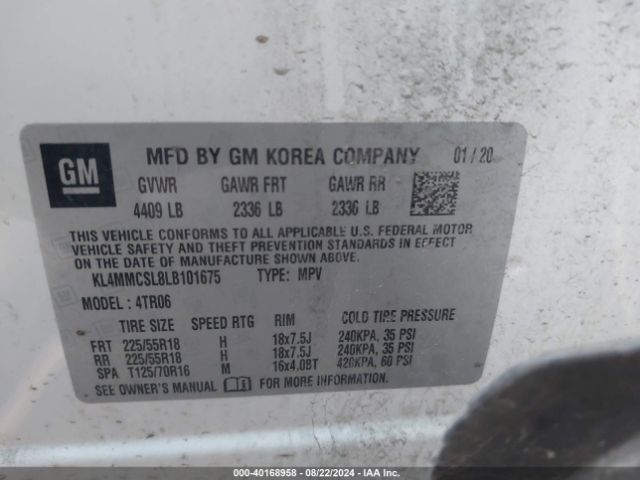 GM
MFD BY GM KOREA COMPANY 01/20
GVWR GAWR FRT GAWR RR
4409 LB 2336 LB 2336 LB
THIS VEHICLE CONFORMS TO ALL APPLICABLE U.S. FEDERAL MOTOR
VEHICLE SAFETY AND THEFT PREVENTION STANDARDS IN EFFECT ON
THE DATE OF MANUFACTURE SHOWN ABOVE.
KL4MMCSL8LB101675 TYPE: MPV
MODEL: 4TR06
TIRE SIZE SPEED RTG RIM COLD TIRE PRESSURE
FRT 225/55R18 H 18x7.5J 240KPA, 35 PSI
RR 225/55R18 H 18x7.5J 240KPA, 35 PSI
SPA T125/70R16 M 16x4.0BT 420KPA, 60 PSI
SEE OWNER'S MANUAL FOR MORE INFORMATION
000-40168958 - 08/22/2024 - IAA Inc.